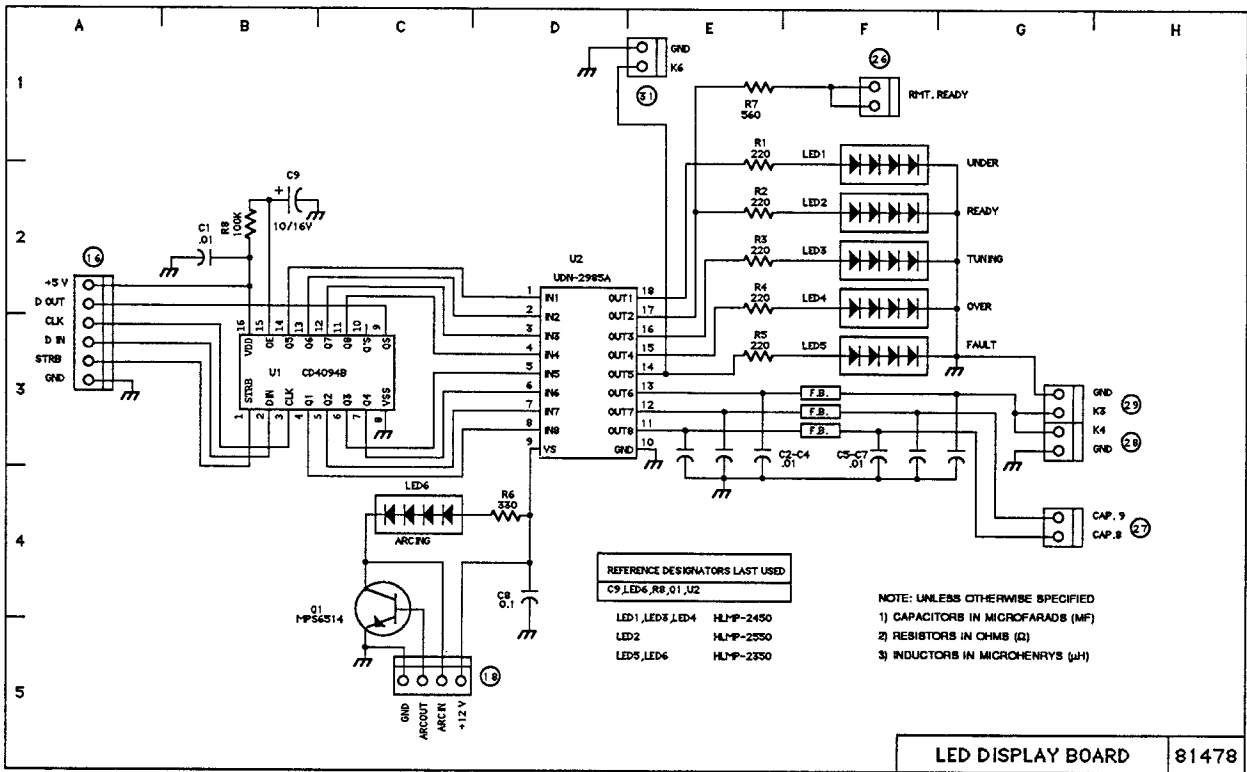 A B C D E F G H
1
2
3
4
5
GND
K6
31
26
RMT. READY
R7
560
R1
220
LED1
UNDER
R2
220
LED2
READY
R3
220
LED3
TUNING
R4
220
LED4
OVER
R5
220
LED5
FAULT
C9
+
10/16V
R8
100K
C1
.01
16
+5 V
D OUT
CLK
D IN
STRB
GND
16 15 14 13 12 11 10 9
VDD OE Q5 Q6 Q7 Q8 Q'S QS
U1 CD4094B
STRB DIN CLK Q1 Q2 Q3 Q4 VSS
1 2 3 4 5 6 7 8
U2
UDN-2985A
1 IN1 OUT1 18
2 IN2 OUT2 17
3 IN3 OUT3 16
4 IN4 OUT4 15
5 IN5 OUT5 14
6 IN6 OUT6 13
7 IN7 OUT7 12
8 IN8 OUT8 11
9 VS GND 10
F.B.
F.B.
F.B.
C2-C4
.01
C5-C7
.01
GND
K3
29
K4
28
GND
CAP.9
CAP.8
27
LED6
ARCING
R6
330
C8
0.1
Q1
MPS6514
18
GND
ARCOUT
ARCIN
+12 V
REFERENCE DESIGNATORS LAST USED
C9,LED6,R8,Q1,U2
LED1,LED3,LED4 HLMP-2450
LED2 HLMP-2550
LED5,LED6 HLMP-2350
NOTE: UNLESS OTHERWISE SPECIFIED
1) CAPACITORS IN MICROFARADS (MF)
2) RESISTORS IN OHMS (Ω)
3) INDUCTORS IN MICROHENRYS (µH)
LED DISPLAY BOARD 81478